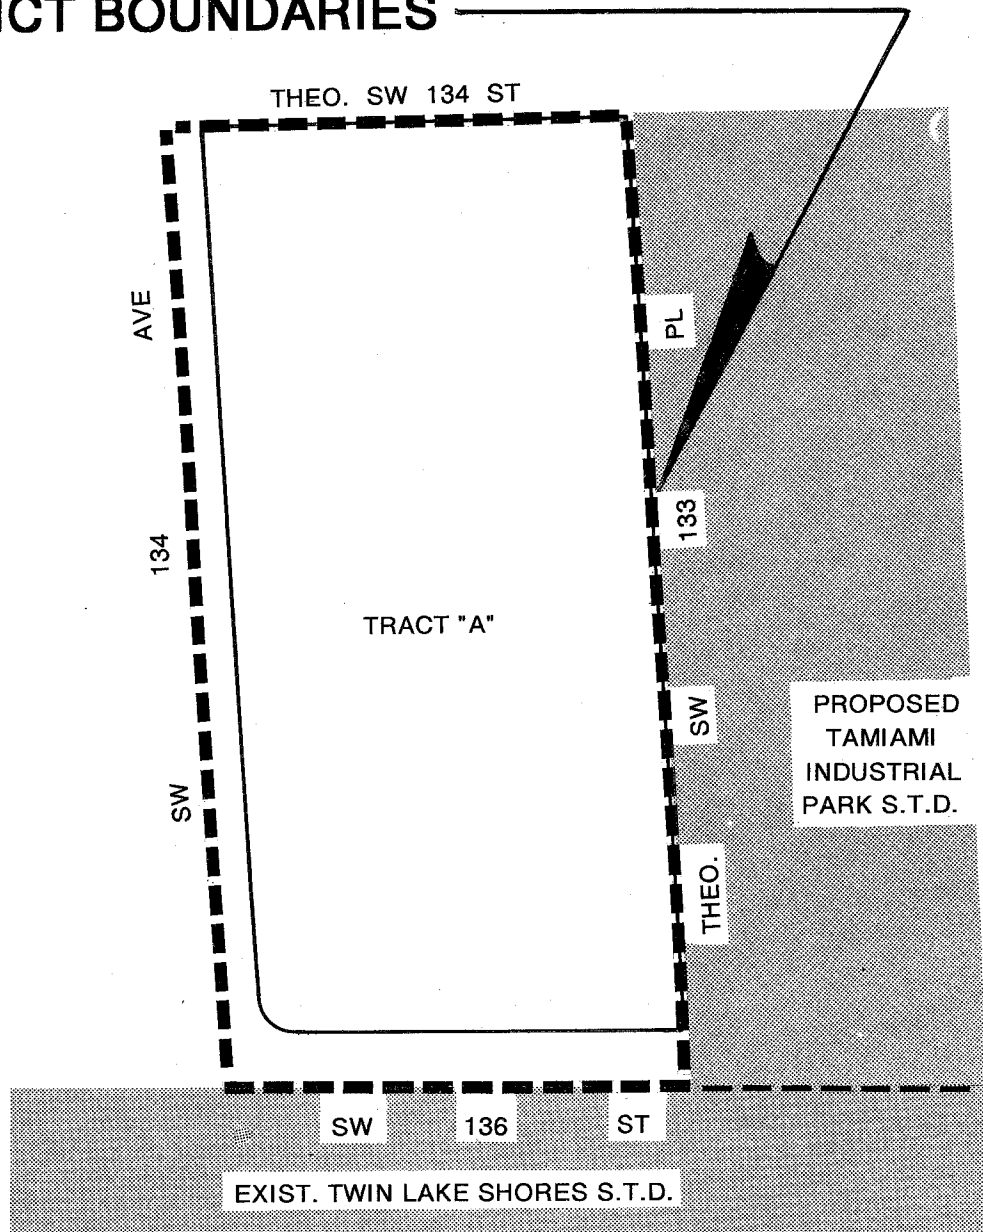 BOUNDARIES
THEO. SW 134 ST
SW 134 AVE
THEO. SW 133 PL
TRACT "A"
PROPOSED
TAMIAMI
INDUSTRIAL
PARK S.T.D.
SW 136 ST
EXIST. TWIN LAKE SHORES S.T.D.